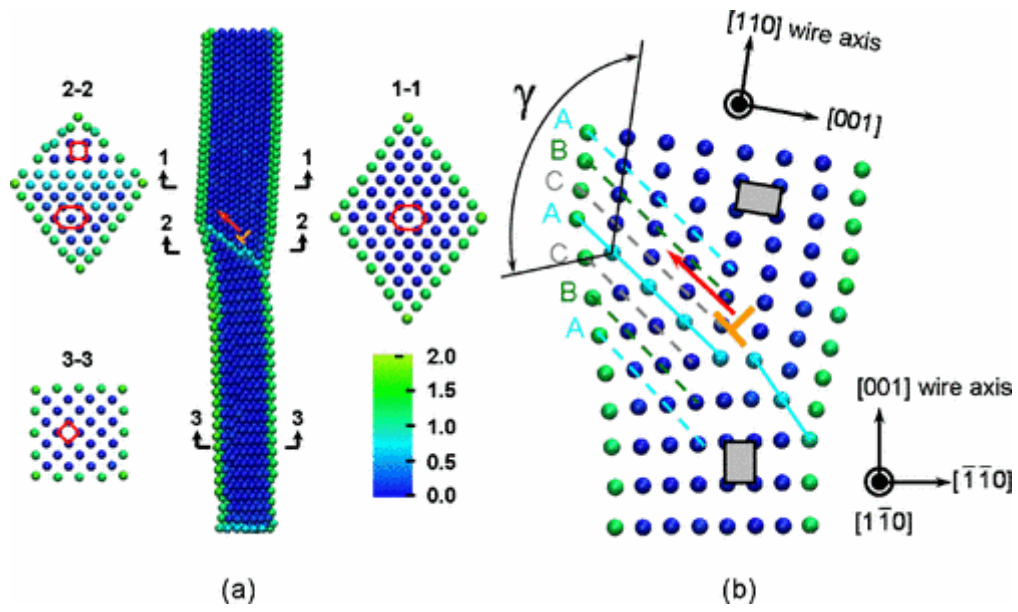 2-2
1-1
1
1
2
2
3-3
3
3
2.0
1.5
1.0
0.5
0.0
(a)
[110] wire axis
[001]
γ
A
B
C
A
C
B
A
[001] wire axis
[1̅1̅0]
[11̅0]
(b)